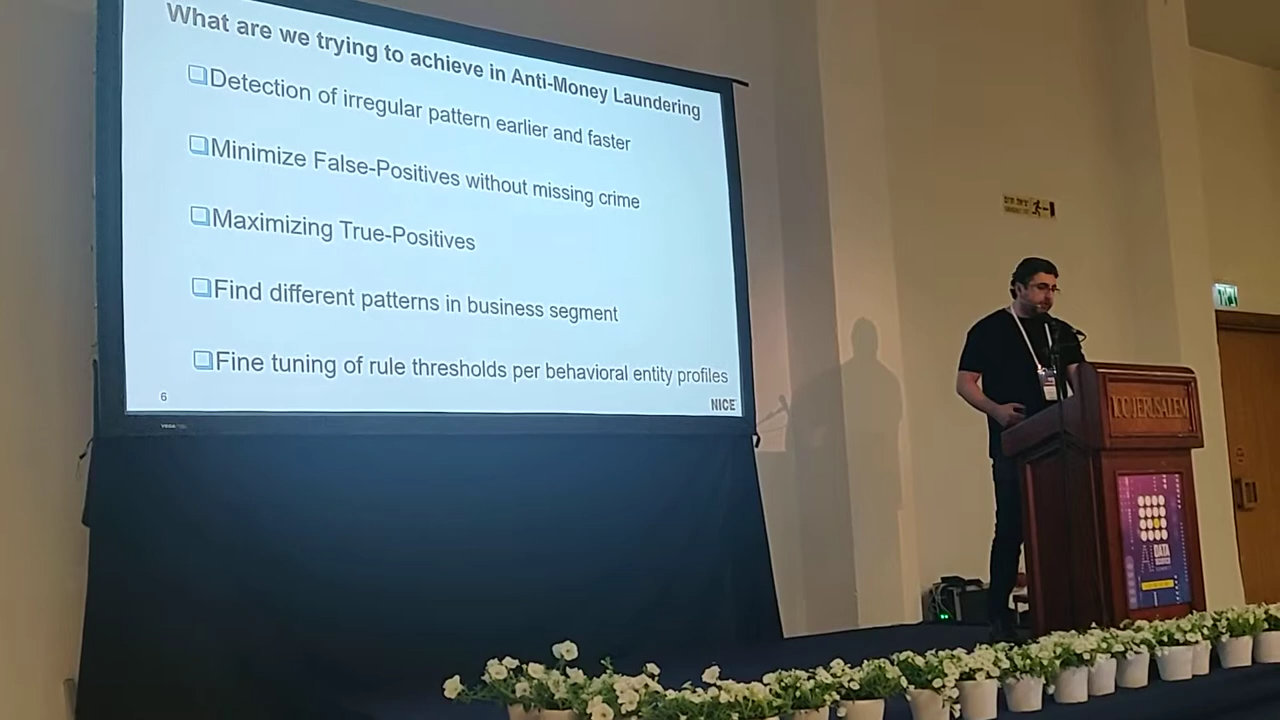 What are we trying to achieve in Anti-Money Laundering
Detection of irregular pattern earlier and faster
Minimize False-Positives without missing crime
Maximizing True-Positives
Find different patterns in business segment
Fine tuning of rule thresholds per behavioral entity profiles
6
NICE
ICC JERUSALEM
AI
DATA